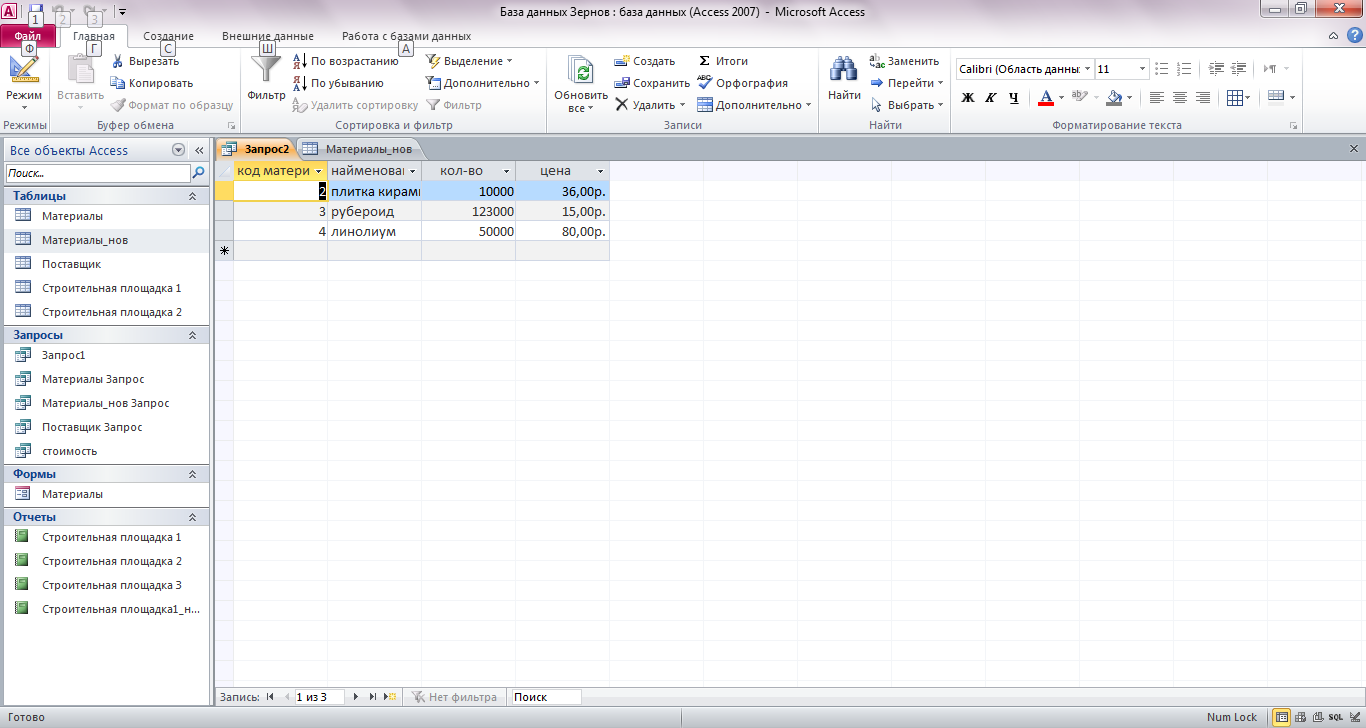 База данных Зернов : база данных (Access 2007) - Microsoft Access
1 2 3
Файл Главная Создание Внешние данные Работа с базами данных
Ф Г С Ш А
Режим
Режимы
Вставить
Вырезать
Копировать
Формат по образцу
Буфер обмена
Фильтр
По возрастанию
По убыванию
Удалить сортировку
Выделение
Дополнительно
Фильтр
Сортировка и фильтр
Обновить
все
Создать
Сохранить
Удалить
Итоги
Орфография
Дополнительно
Записи
Найти
Заменить
Перейти
Выбрать
Найти
Calibri (Область данны 11
Ж К Ч
Форматирование текста
Все объекты Access
Поиск...
Таблицы
Материалы
Материалы_нов
Поставщик
Строительная площадка 1
Строительная площадка 2
Запросы
Запрос1
Материалы Запрос
Материалы_нов Запрос
Поставщик Запрос
стоимость
Формы
Материалы
Отчеты
Строительная площадка 1
Строительная площадка 2
Строительная площадка 3
Строительная площадка1_н...
Запрос2 Материалы_нов
код матери наименован кол-во цена
2 плитка кирами 10000 36,00р.
3 рубероид 123000 15,00р.
4 линолиум 50000 80,00р.
Запись: 1 из 3 Нет фильтра Поиск
Готово Num Lock SQL